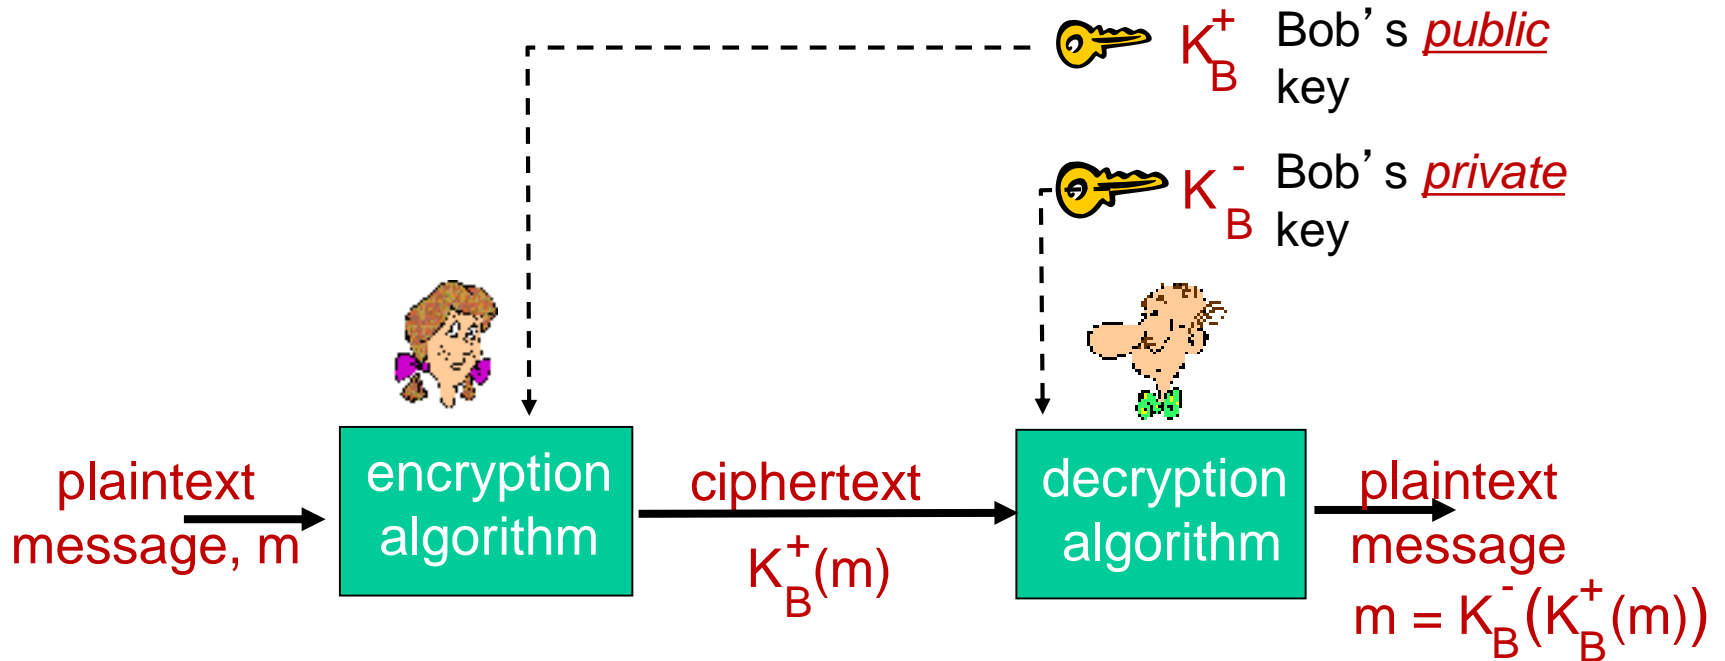 K_B^+ Bob’s public
key
K_B^- Bob’s private
key
plaintext
message, m
encryption
algorithm
ciphertext
K_B^+(m)
decryption
algorithm
plaintext
message
m = K_B^-(K_B^+(m))